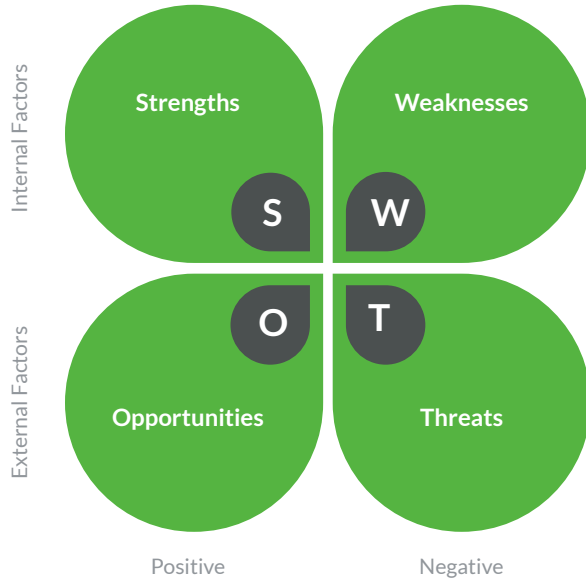 Internal Factors
Strengths
Weaknesses
S
W
External Factors
O
T
Opportunities
Threats
Positive
Negative